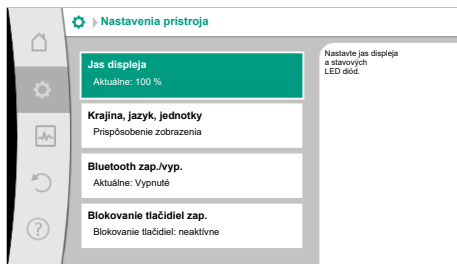 Nastavenia prístroja
Jas displeja
Aktuálne: 100 %
Krajina, jazyk, jednotky
Prispôsobenie zobrazenia
Bluetooth zap./vyp.
Aktuálne: Vypnuté
Blokovanie tlačidiel zap.
Blokovanie tlačidiel: neaktívne
Nastavte jas displeja
a stavových
LED diód.